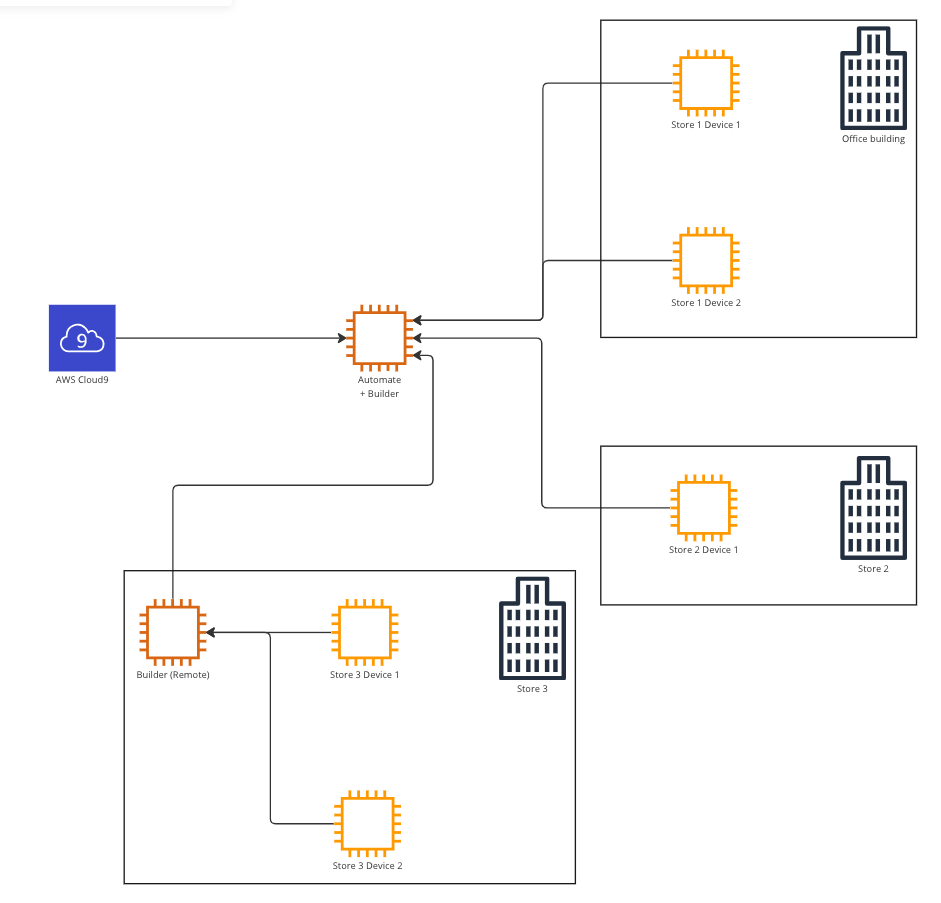 Store 1 Device 1
Office building
Store 1 Device 2
9
AWS Cloud9
Automate
+ Builder
Store 2 Device 1
Store 2
Builder (Remote)
Store 3 Device 1
Store 3
Store 3 Device 2